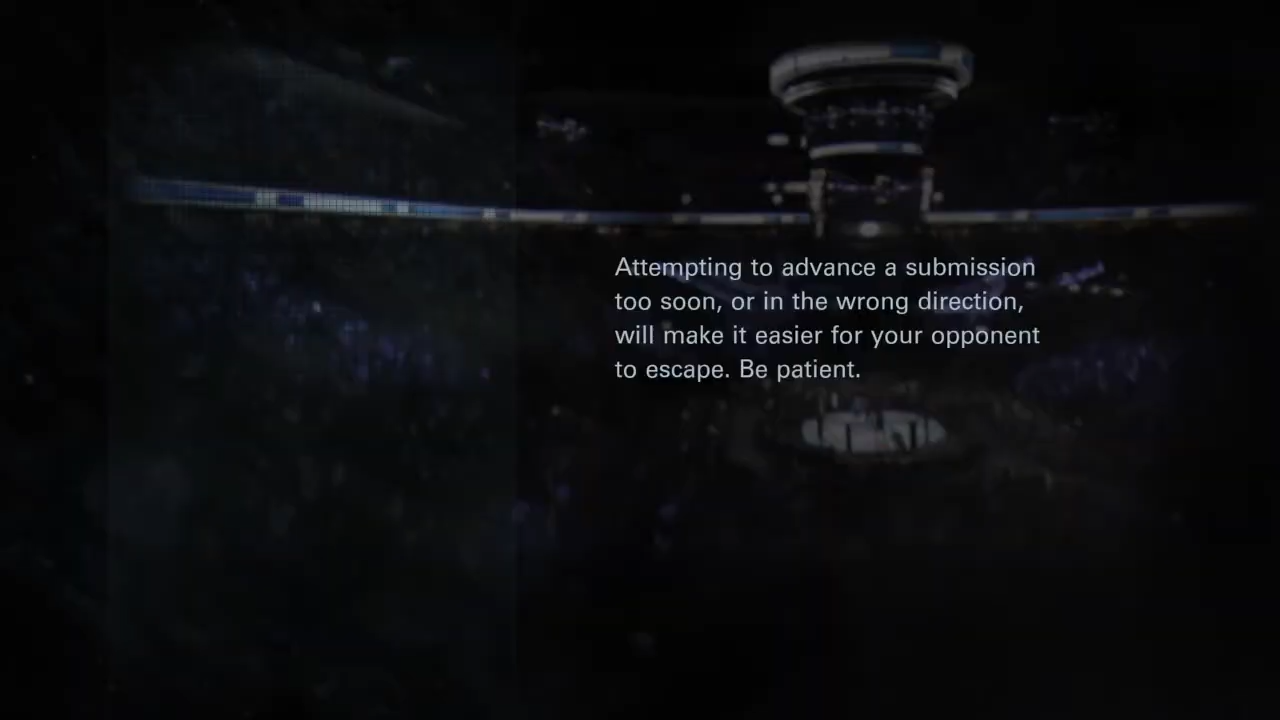 Attempting to advance a submission
too soon, or in the wrong direction,
will make it easier for your opponent
to escape. Be patient.